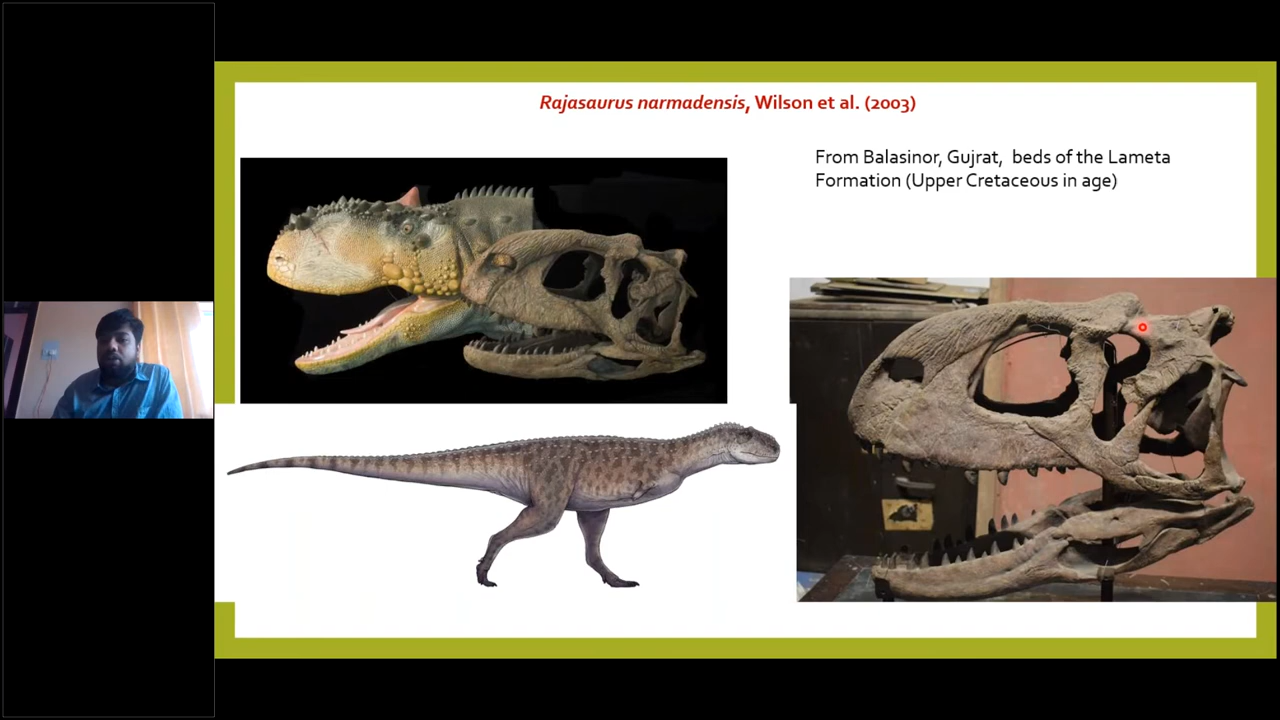 Rajasaurus narmadensis, Wilson et al. (2003)
From Balasinor, Gujrat, beds of the Lameta
Formation (Upper Cretaceous in age)